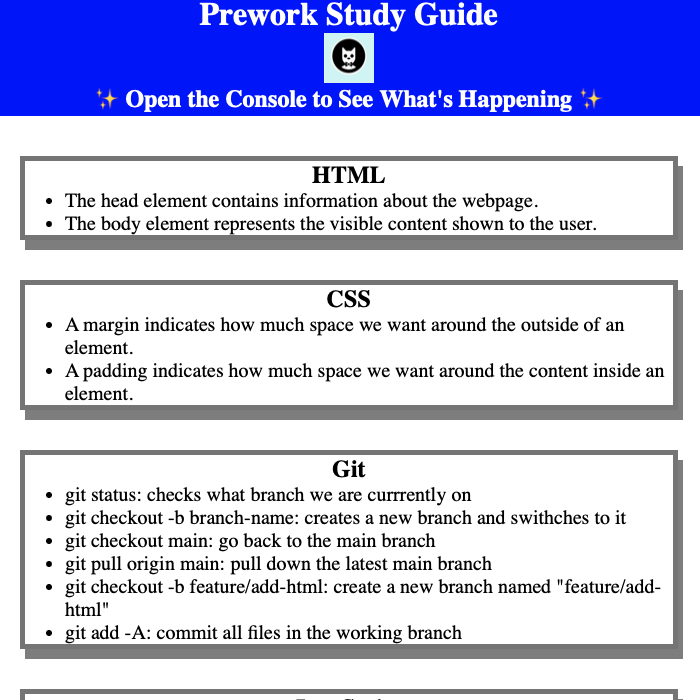 Prework Study Guide
✨ Open the Console to See What's Happening ✨
HTML
• The head element contains information about the webpage.
• The body element represents the visible content shown to the user.
CSS
• A margin indicates how much space we want around the outside of an
element.
• A padding indicates how much space we want around the content inside an
element.
Git
• git status: checks what branch we are currrently on
• git checkout -b branch-name: creates a new branch and swithches to it
• git checkout main: go back to the main branch
• git pull origin main: pull down the latest main branch
• git checkout -b feature/add-html: create a new branch named "feature/add-
html"
• git add -A: commit all files in the working branch